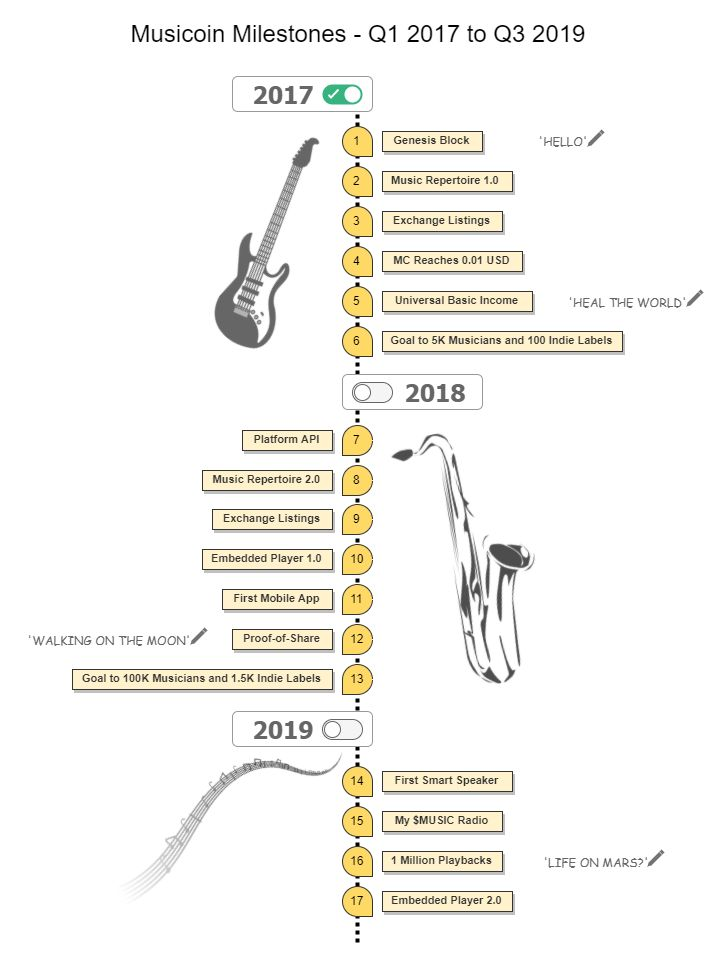 Musicoin Milestones - Q1 2017 to Q3 2019
2017
1 Genesis Block 'HELLO'
2 Music Repertoire 1.0
3 Exchange Listings
4 MC Reaches 0.01 USD
5 Universal Basic Income 'HEAL THE WORLD'
6 Goal to 5K Musicians and 100 Indie Labels
2018
Platform API 7
Music Repertoire 2.0 8
Exchange Listings 9
Embedded Player 1.0 10
First Mobile App 11
'WALKING ON THE MOON' Proof-of-Share 12
Goal to 100K Musicians and 1.5K Indie Labels 13
2019
14 First Smart Speaker
15 My $MUSIC Radio
16 1 Million Playbacks 'LIFE ON MARS?'
17 Embedded Player 2.0